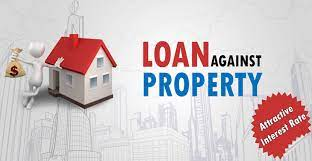 LOAN AGAINST
PROPERTY
Attractive
Interest Rate
$